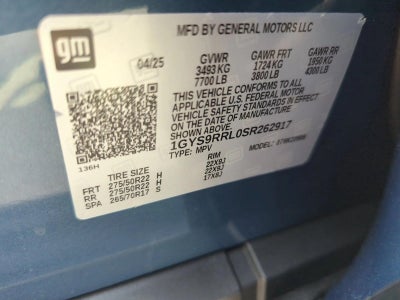 gm
MFD BY GENERAL MOTORS LLC
04/25 GVWR GAWR FRT GAWR RR
3493 KG 1724 KG 1950 KG
7700 LB 3800 LB 4300 LB
THIS VEHICLE CONFORMS TO ALL
APPLICABLE U.S. FEDERAL MOTOR
VEHICLE SAFETY STANDARDS IN EFFECT
ON THE DATE OF MANUFACTURE
SHOWN ABOVE.
1GYS9RRL0SR262917
TYPE: MPV
136H
TIRE SIZE RIM
FRT 275/50R22 H 22X9J
RR 275/50R22 H 22X9J
SPA 265/70R17 S 17X8J